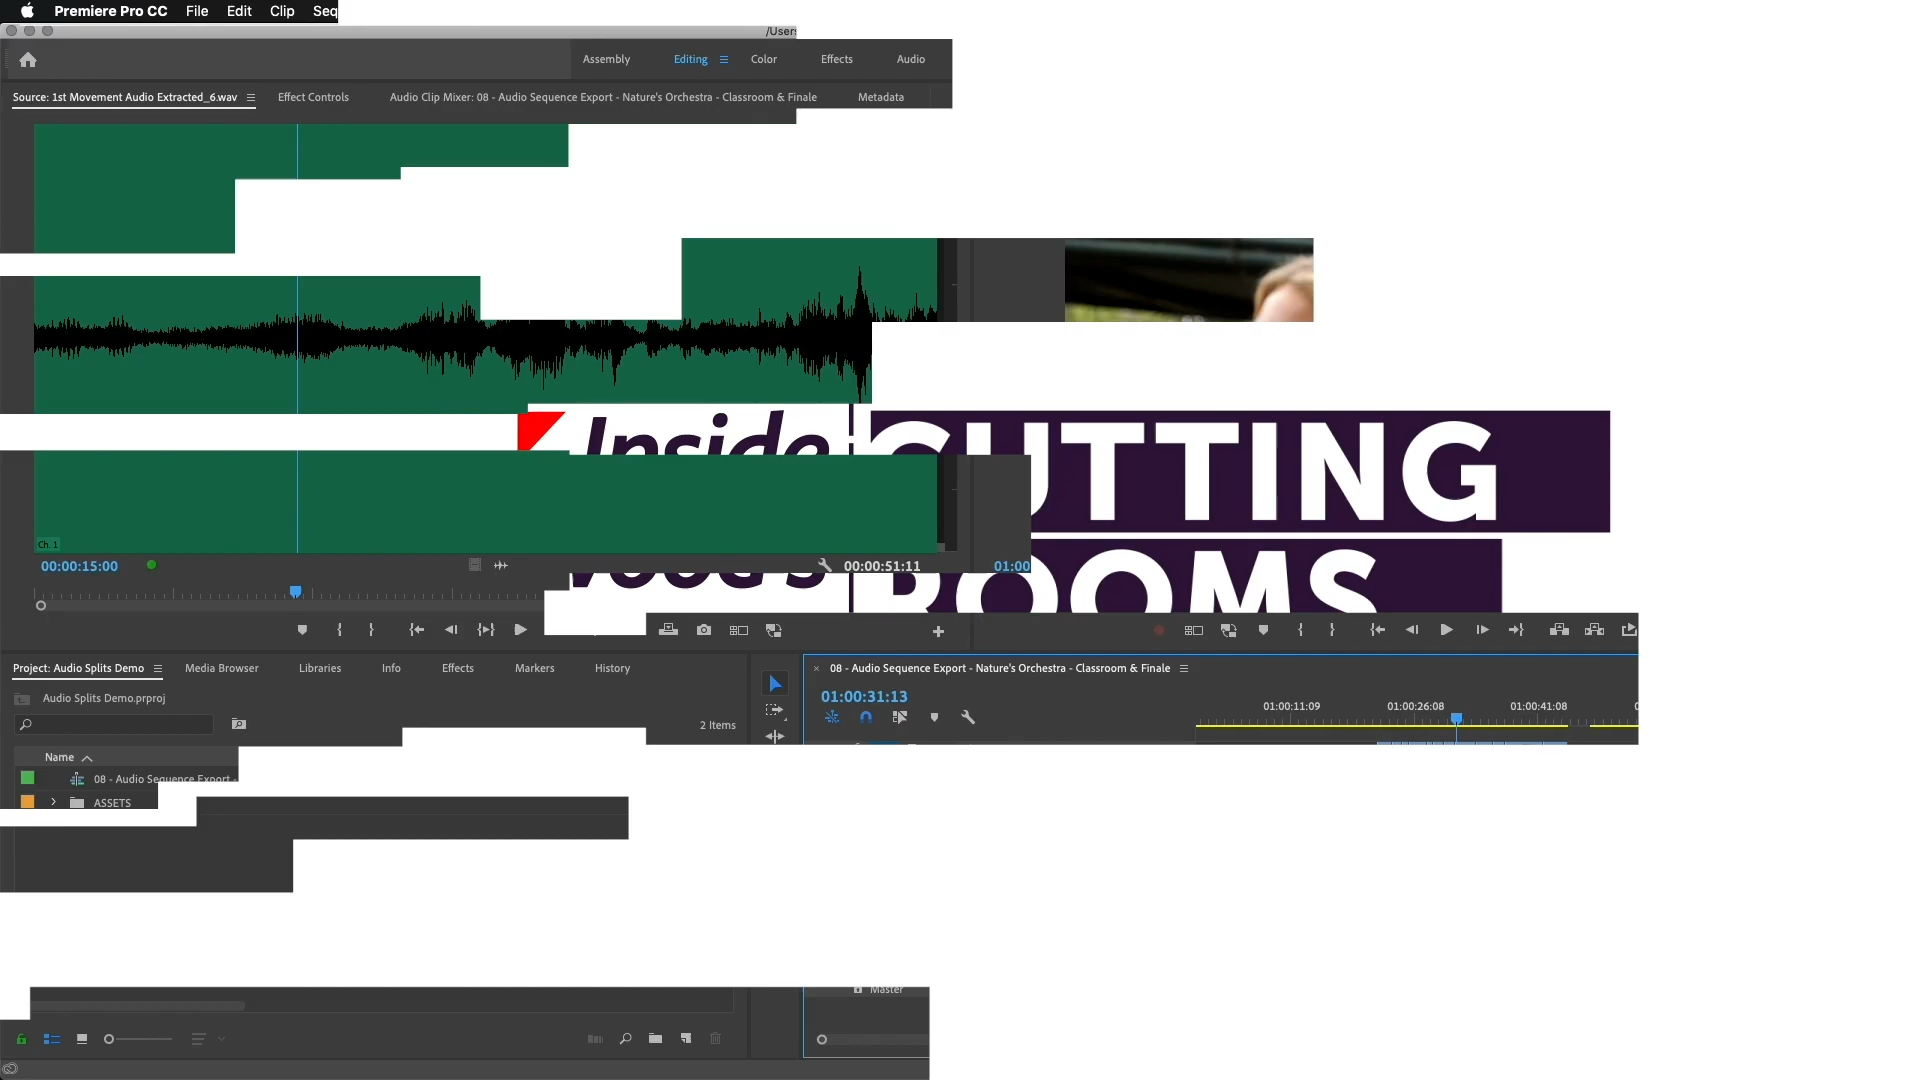 Premiere Pro CC File Edit Clip Seq
/Users
Assembly Editing Color Effects Audio
Source: 1st Movement Audio Extracted_6.wav Effect Controls Audio Clip Mixer: 08 - Audio Sequence Export - Nature's Orchestra - Classroom & Finale Metadata
Inside CUTTING
Ch. 1
00:00:15:00 00:00:51:11 01:00
ROOMS
Project: Audio Splits Demo Media Browser Libraries Info Effects Markers History
08 - Audio Sequence Export - Nature's Orchestra - Classroom & Finale
Audio Splits Demo.prproj
01:00:31:13
2 Items
01:00:11:09 01:00:26:08 01:00:41:08
Name
08 - Audio Sequence Export -
ASSETS
Master